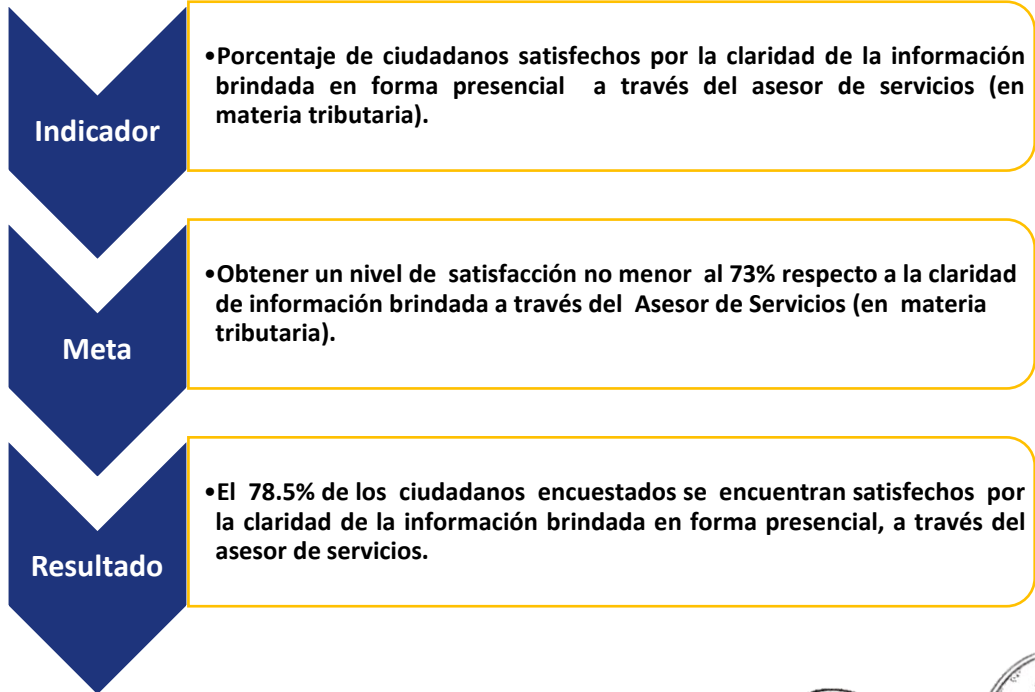 Indicador
•Porcentaje de ciudadanos satisfechos por la claridad de la información
brindada en forma presencial a través del asesor de servicios (en
materia tributaria).
Meta
•Obtener un nivel de satisfacción no menor al 73% respecto a la claridad
de información brindada a través del Asesor de Servicios (en materia
tributaria).
Resultado
•El 78.5% de los ciudadanos encuestados se encuentran satisfechos por
la claridad de la información brindada en forma presencial, a través del
asesor de servicios.